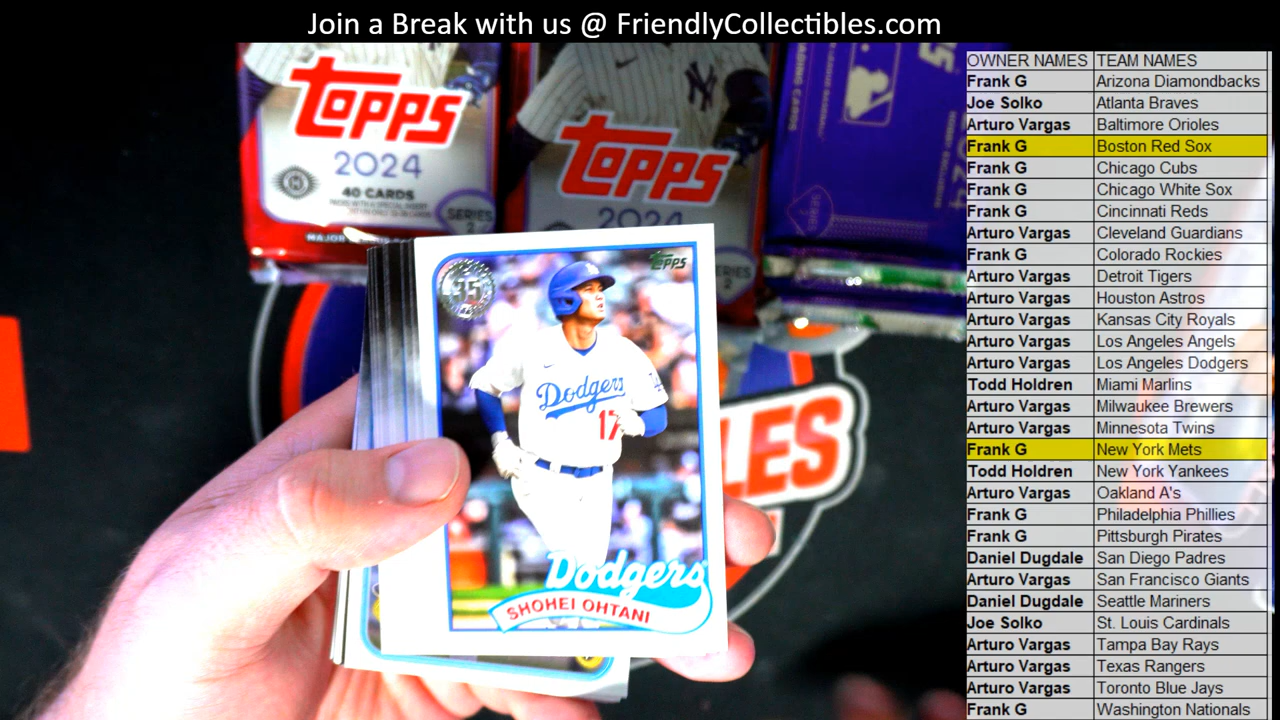 Join a Break with us @ FriendlyCollectibles.com
Topps
2024
40 CARDS
SERIES
2
Topps
2024
SERIES
2
Topps
35
Dodgers
17
Dodgers
SHOHEI OHTANI
LES
OWNER NAMES TEAM NAMES
Frank G Arizona Diamondbacks
Joe Solko Atlanta Braves
Arturo Vargas Baltimore Orioles
Frank G Boston Red Sox
Frank G Chicago Cubs
Frank G Chicago White Sox
Frank G Cincinnati Reds
Arturo Vargas Cleveland Guardians
Frank G Colorado Rockies
Arturo Vargas Detroit Tigers
Arturo Vargas Houston Astros
Arturo Vargas Kansas City Royals
Arturo Vargas Los Angeles Angels
Arturo Vargas Los Angeles Dodgers
Todd Holdren Miami Marlins
Arturo Vargas Milwaukee Brewers
Arturo Vargas Minnesota Twins
Frank G New York Mets
Todd Holdren New York Yankees
Arturo Vargas Oakland A's
Frank G Philadelphia Phillies
Frank G Pittsburgh Pirates
Daniel Dugdale San Diego Padres
Arturo Vargas San Francisco Giants
Daniel Dugdale Seattle Mariners
Joe Solko St. Louis Cardinals
Arturo Vargas Tampa Bay Rays
Arturo Vargas Texas Rangers
Arturo Vargas Toronto Blue Jays
Frank G Washington Nationals